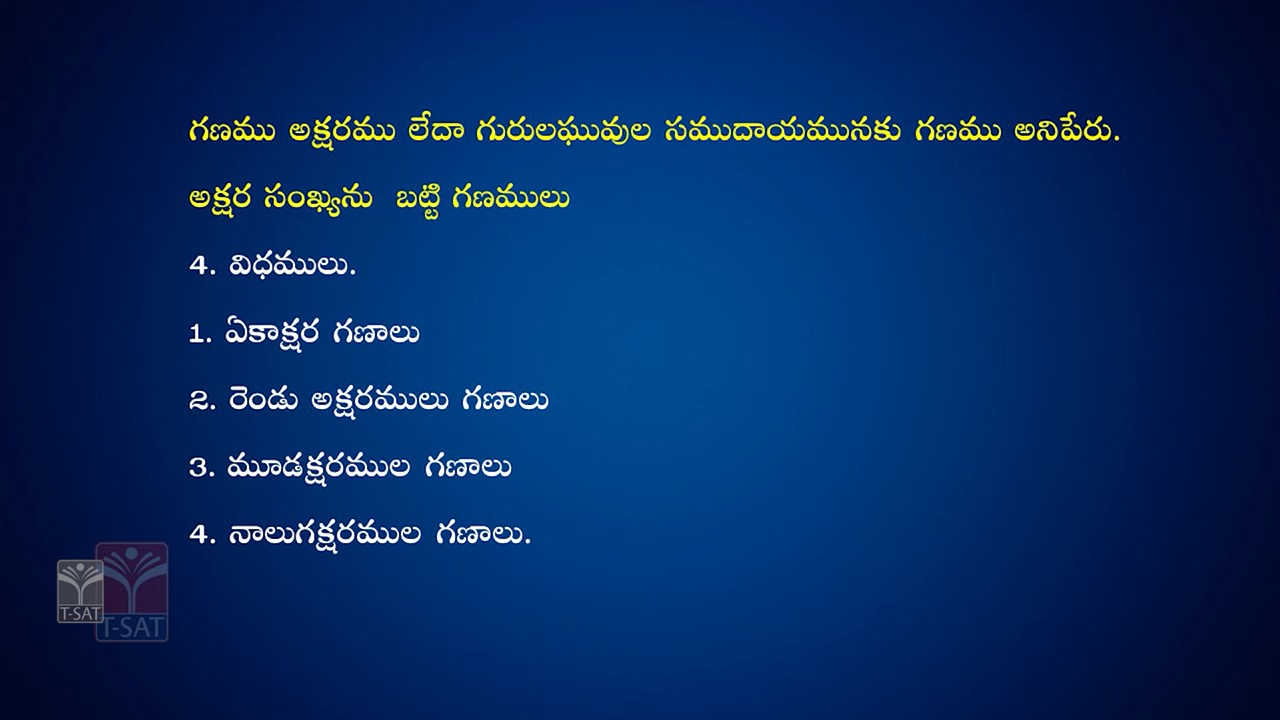 గణము అక్షరము లేదా గురులఘువుల సముదాయమునకు గణము అనిపేరు.
అక్షర సంఖ్యను బట్టి గణములు
4. విధములు.
1. ఏకాక్షర గణాలు
2. రెండు అక్షరములు గణాలు
3. మూడక్షరముల గణాలు
4. నాలుగక్షరముల గణాలు.
T-SAT
T-SAT